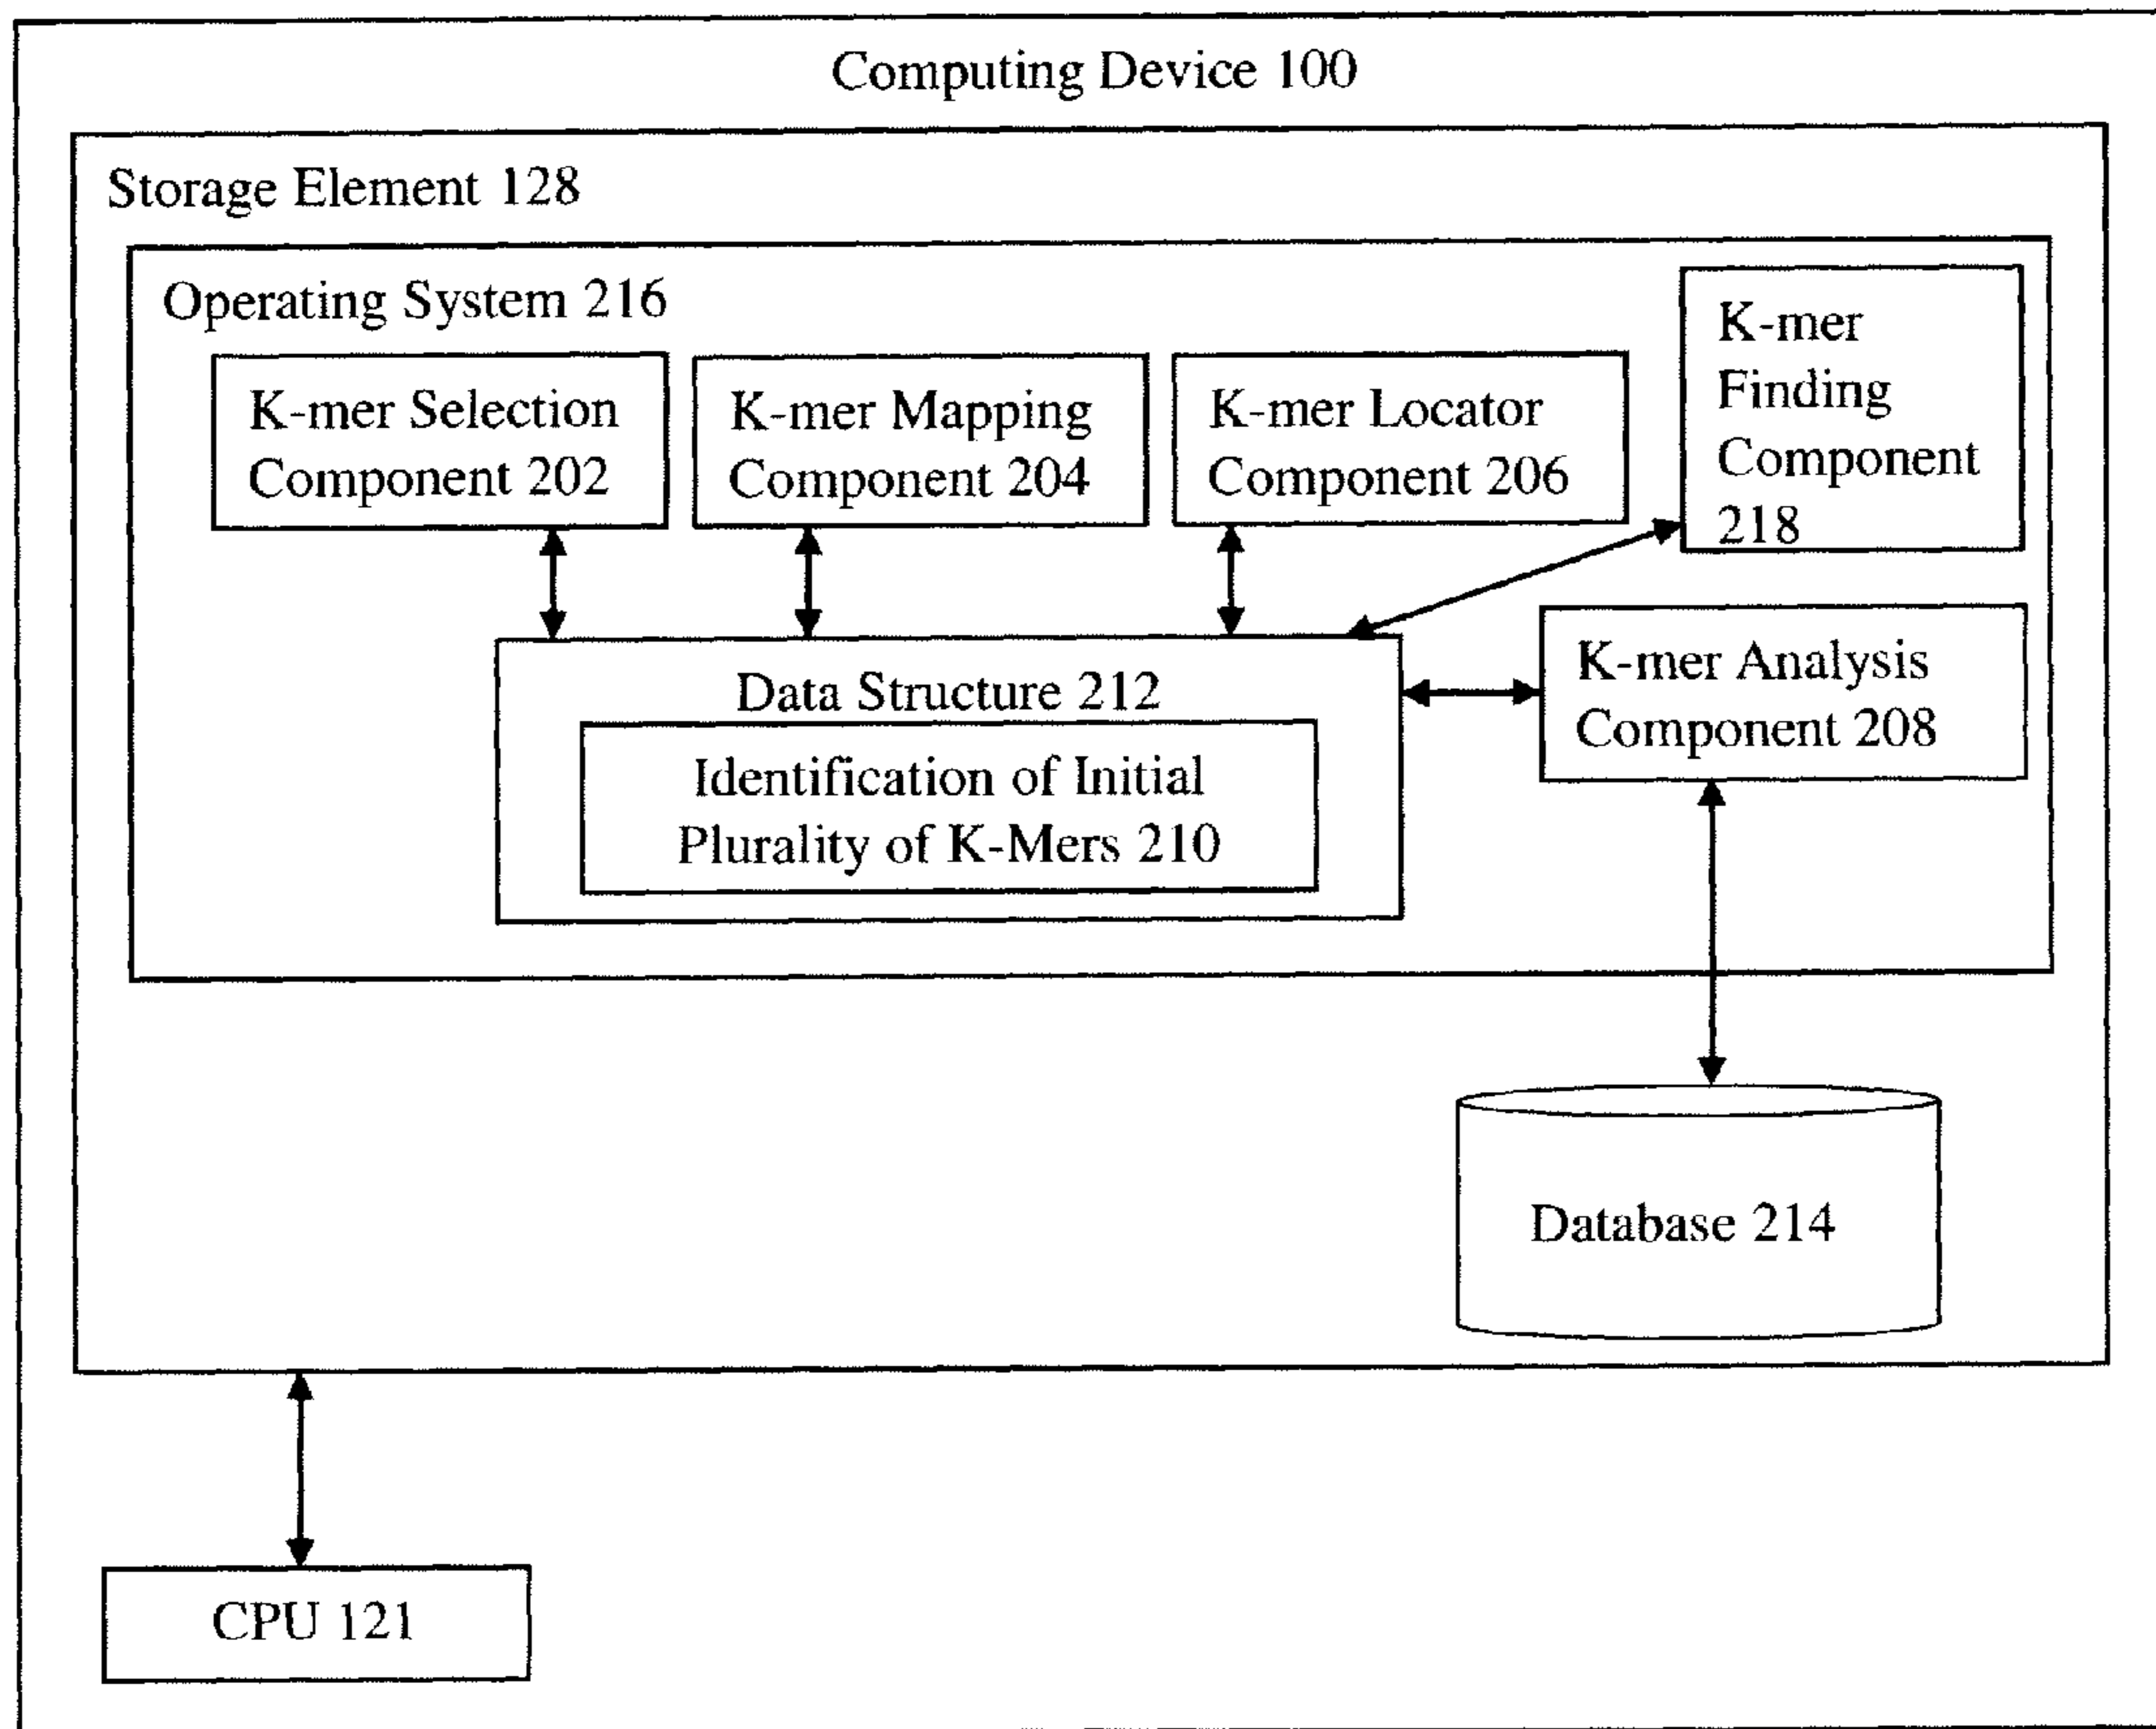 Computing Device 100
Storage Element 128
Operating System 216
K-mer Selection
Component 202
K-mer Mapping
Component 204
K-mer Locator
Component 206
K-mer
Finding
Component
218
Data Structure 212
Identification of Initial
Plurality of K-Mers 210
K-mer Analysis
Component 208
Database 214
CPU 121